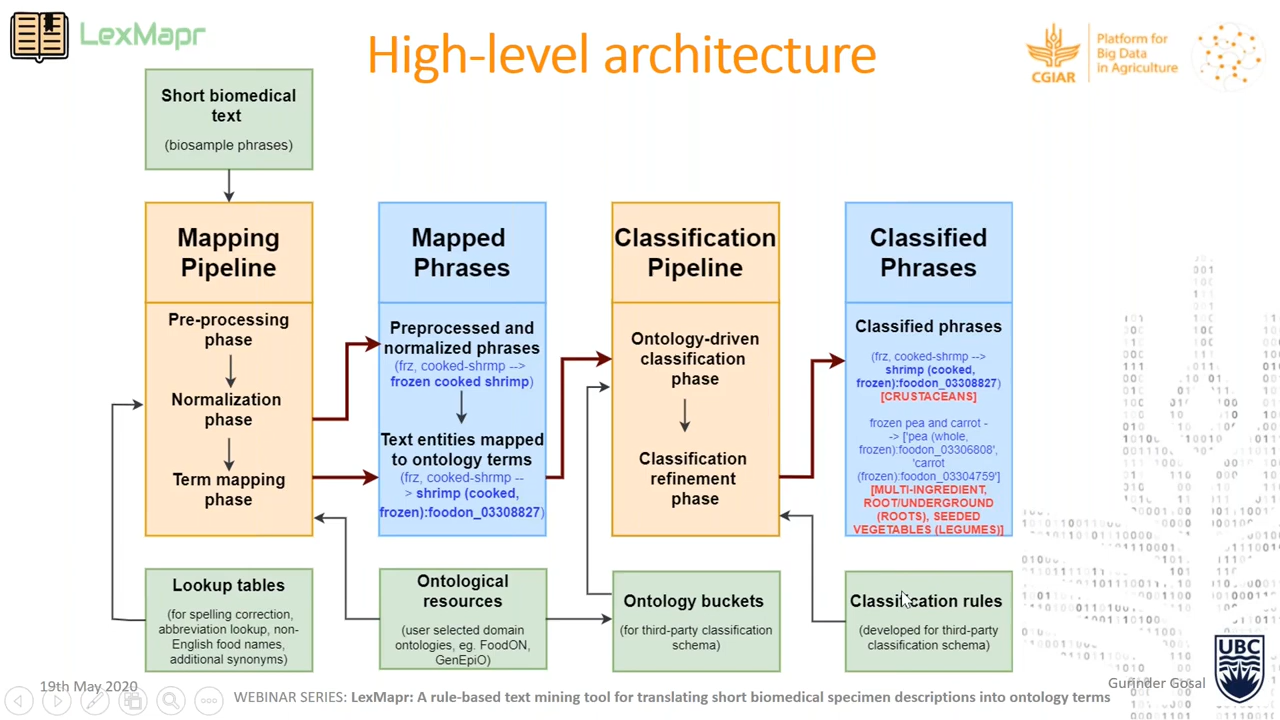 LexMapr
High-level architecture
CGIAR
Platform for
Big Data
in Agriculture
Short biomedical
text
(biosample phrases)
Mapping
Pipeline
Pre-processing
phase
Normalization
phase
Term mapping
phase
Mapped
Phrases
Preprocessed and
normalized phrases
(frz, cooked-shrmp -->
frozen cooked shrimp)
Text entities mapped
to ontology terms
(frz, cooked-shrmp --
> shrimp (cooked,
frozen):foodon_03308827)
Classification
Pipeline
Ontology-driven
classification
phase
Classification
refinement
phase
Classified
Phrases
Classified phrases
(frz, cooked-shrmp -->
shrimp (cooked,
frozen):foodon_03308827)
[CRUSTACEANS]
frozen pea and carrot -
-> ['pea (whole,
frozen):foodon_03306808',
'carrot
(frozen):foodon_03304759']
[MULTI-INGREDIENT,
ROOT/UNDERGROUND
(ROOTS), SEEDED
VEGETABLES (LEGUMES)]
Lookup tables
(for spelling correction,
abbreviation lookup, non-
English food names,
additional synonyms)
Ontological
resources
(user selected domain
ontologies, eg. FoodON,
GenEpiO)
Ontology buckets
(for third-party classification
schema)
Classification rules
(developed for third-party
classification schema)
19th May 2020
WEBINAR SERIES: LexMapr: A rule-based text mining tool for translating short biomedical specimen descriptions into ontology terms
Gurinder Gosal
UBC